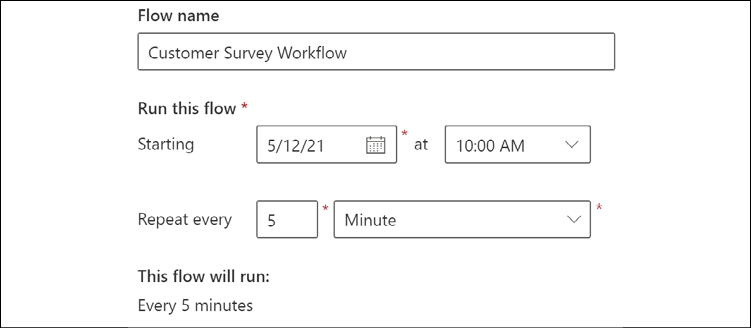 Flow name
Customer Survey Workflow
Run this flow *
Starting 5/12/21 * at 10:00 AM
Repeat every 5 * Minute *
This flow will run:
Every 5 minutes